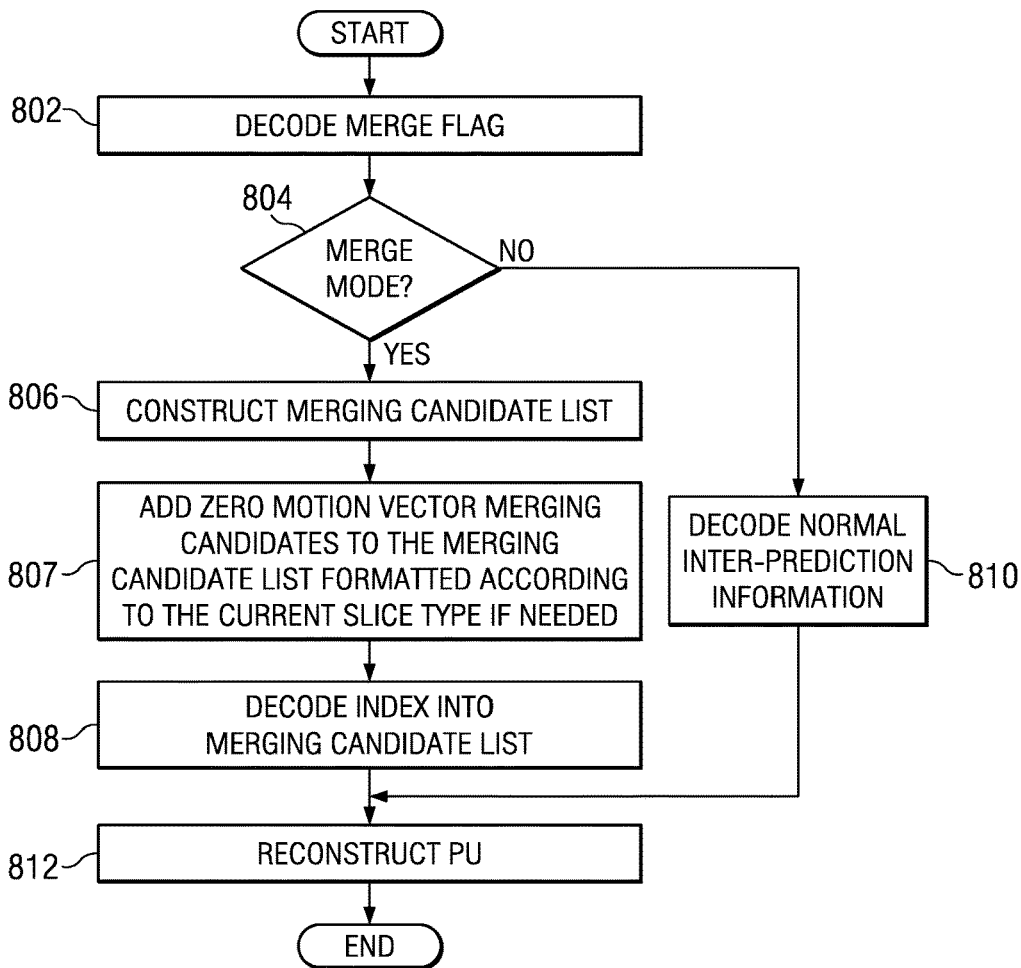 START
802
DECODE MERGE FLAG
804
MERGE
MODE?
NO
YES
806
CONSTRUCT MERGING CANDIDATE LIST
807
ADD ZERO MOTION VECTOR MERGING
CANDIDATES TO THE MERGING
CANDIDATE LIST FORMATTED ACCORDING
TO THE CURRENT SLICE TYPE IF NEEDED
DECODE NORMAL
INTER-PREDICTION
INFORMATION
810
808
DECODE INDEX INTO
MERGING CANDIDATE LIST
812
RECONSTRUCT PU
END